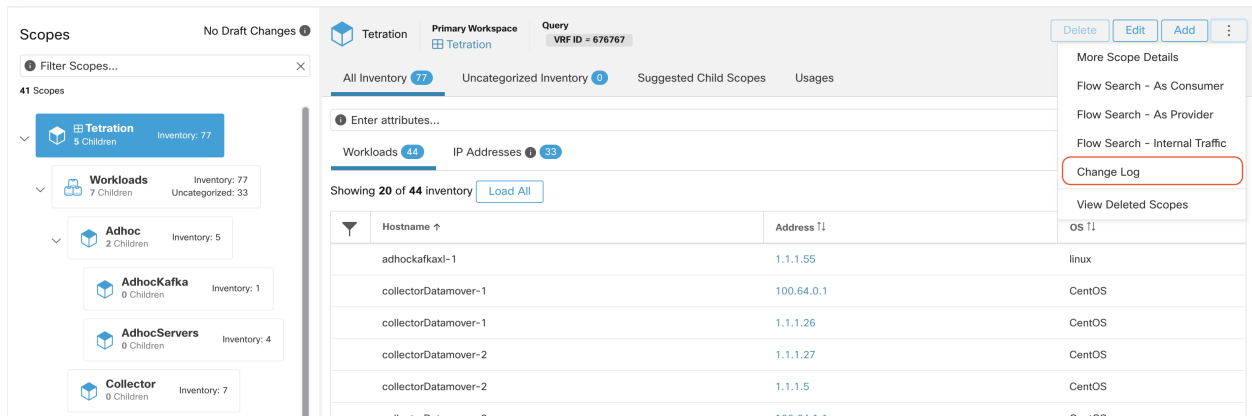 Scopes
No Draft Changes
Filter Scopes...
41 Scopes
Tetration
5 Children
Inventory: 77
Workloads
7 Children
Inventory: 77
Uncategorized: 33
Adhoc
2 Children
Inventory: 5
AdhocKafka
0 Children
Inventory: 1
AdhocServers
0 Children
Inventory: 4
Collector
0 Children
Inventory: 7
Tetration
Primary Workspace
Tetration
Query
VRF ID = 676767
Delete Edit Add
More Scope Details
Flow Search - As Consumer
Flow Search - As Provider
Flow Search - Internal Traffic
Change Log
View Deleted Scopes
All Inventory 77 Uncategorized Inventory 0 Suggested Child Scopes Usages
Enter attributes...
Workloads 44 IP Addresses 33
Showing 20 of 44 inventory Load All
Hostname ↑ Address ↑↓ OS ↑↓
adhockafkaxl-1 1.1.1.55 linux
collectorDatamover-1 100.64.0.1 CentOS
collectorDatamover-1 1.1.1.26 CentOS
collectorDatamover-2 1.1.1.27 CentOS
collectorDatamover-2 1.1.1.5 CentOS